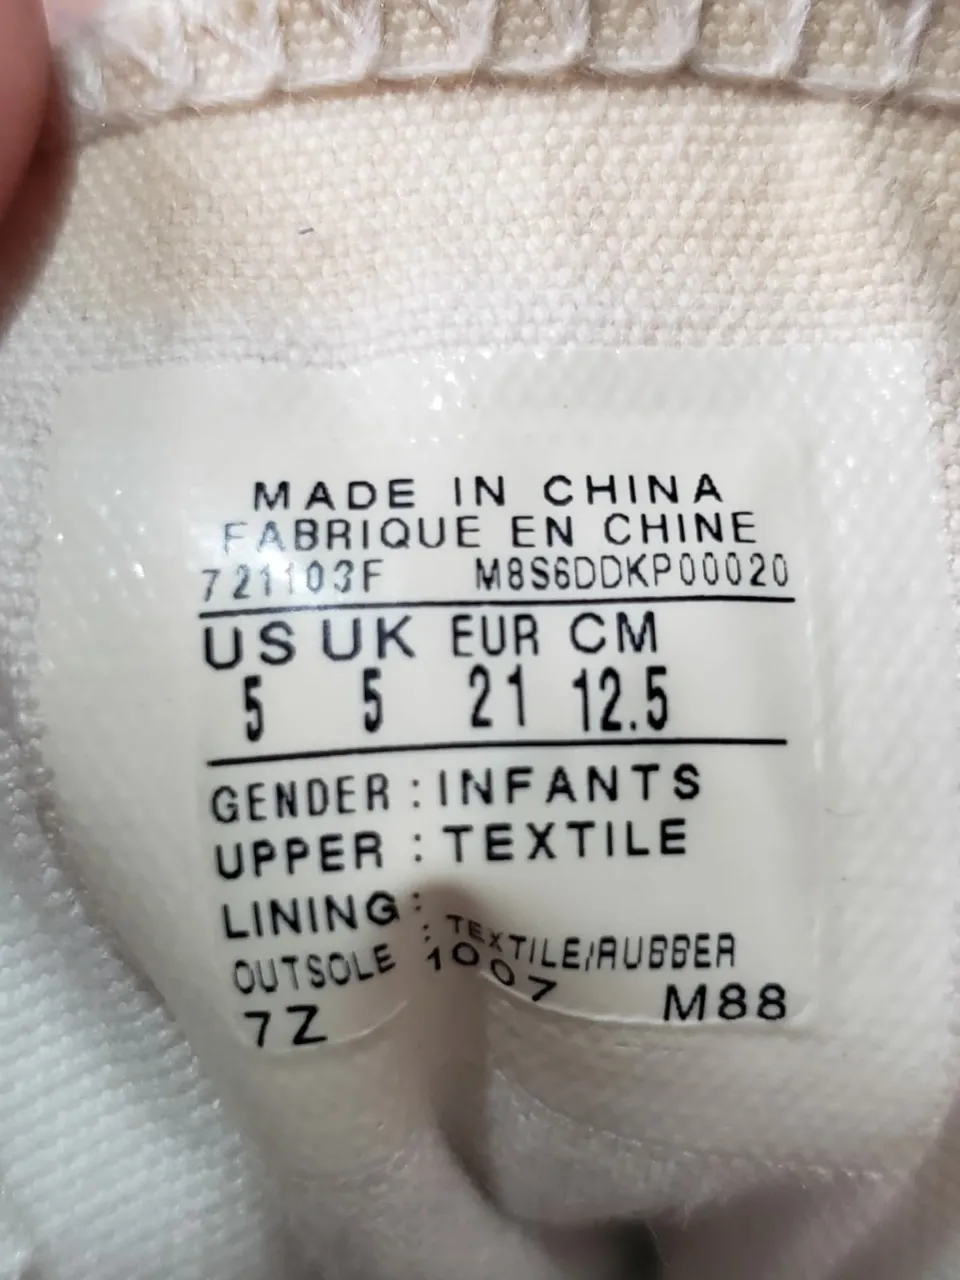 MADE IN CHINA
FABRIQUE EN CHINE
721103F M8S6DDKP00020
US UK EUR CM
5 5 21 12.5
GENDER : INFANTS
UPPER : TEXTILE
LINING :
OUTSOLE : TEXTILE/RUBBER
1007
7Z M88